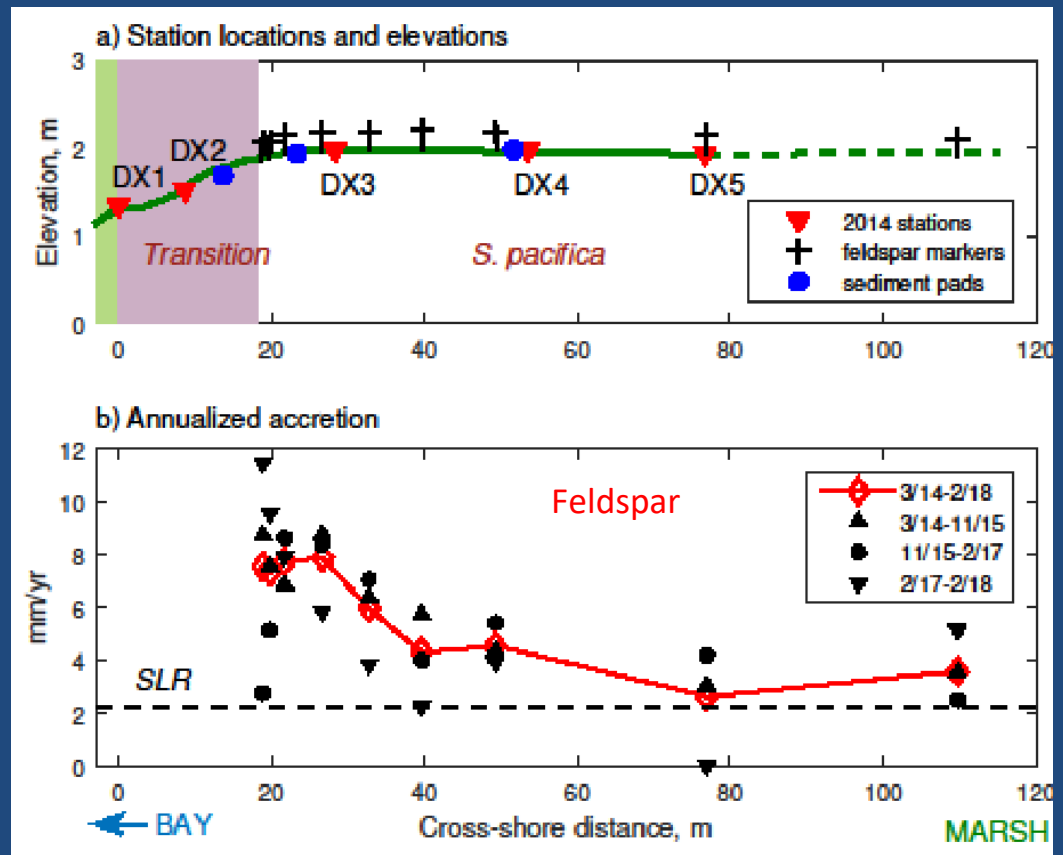 a) Station locations and elevations
3
2
1
0
Elevation, m
DX1
DX2
DX3
DX4
DX5
Transition
S. pacifica
2014 stations
feldspar markers
sediment pads
0
20
40
60
80
100
120
b) Annualized accretion
12
10
8
6
4
2
0
mm/yr
Feldspar
3/14-2/18
3/14-11/15
11/15-2/17
2/17-2/18
SLR
0
20
40
60
80
100
120
BAY
Cross-shore distance, m
MARSH